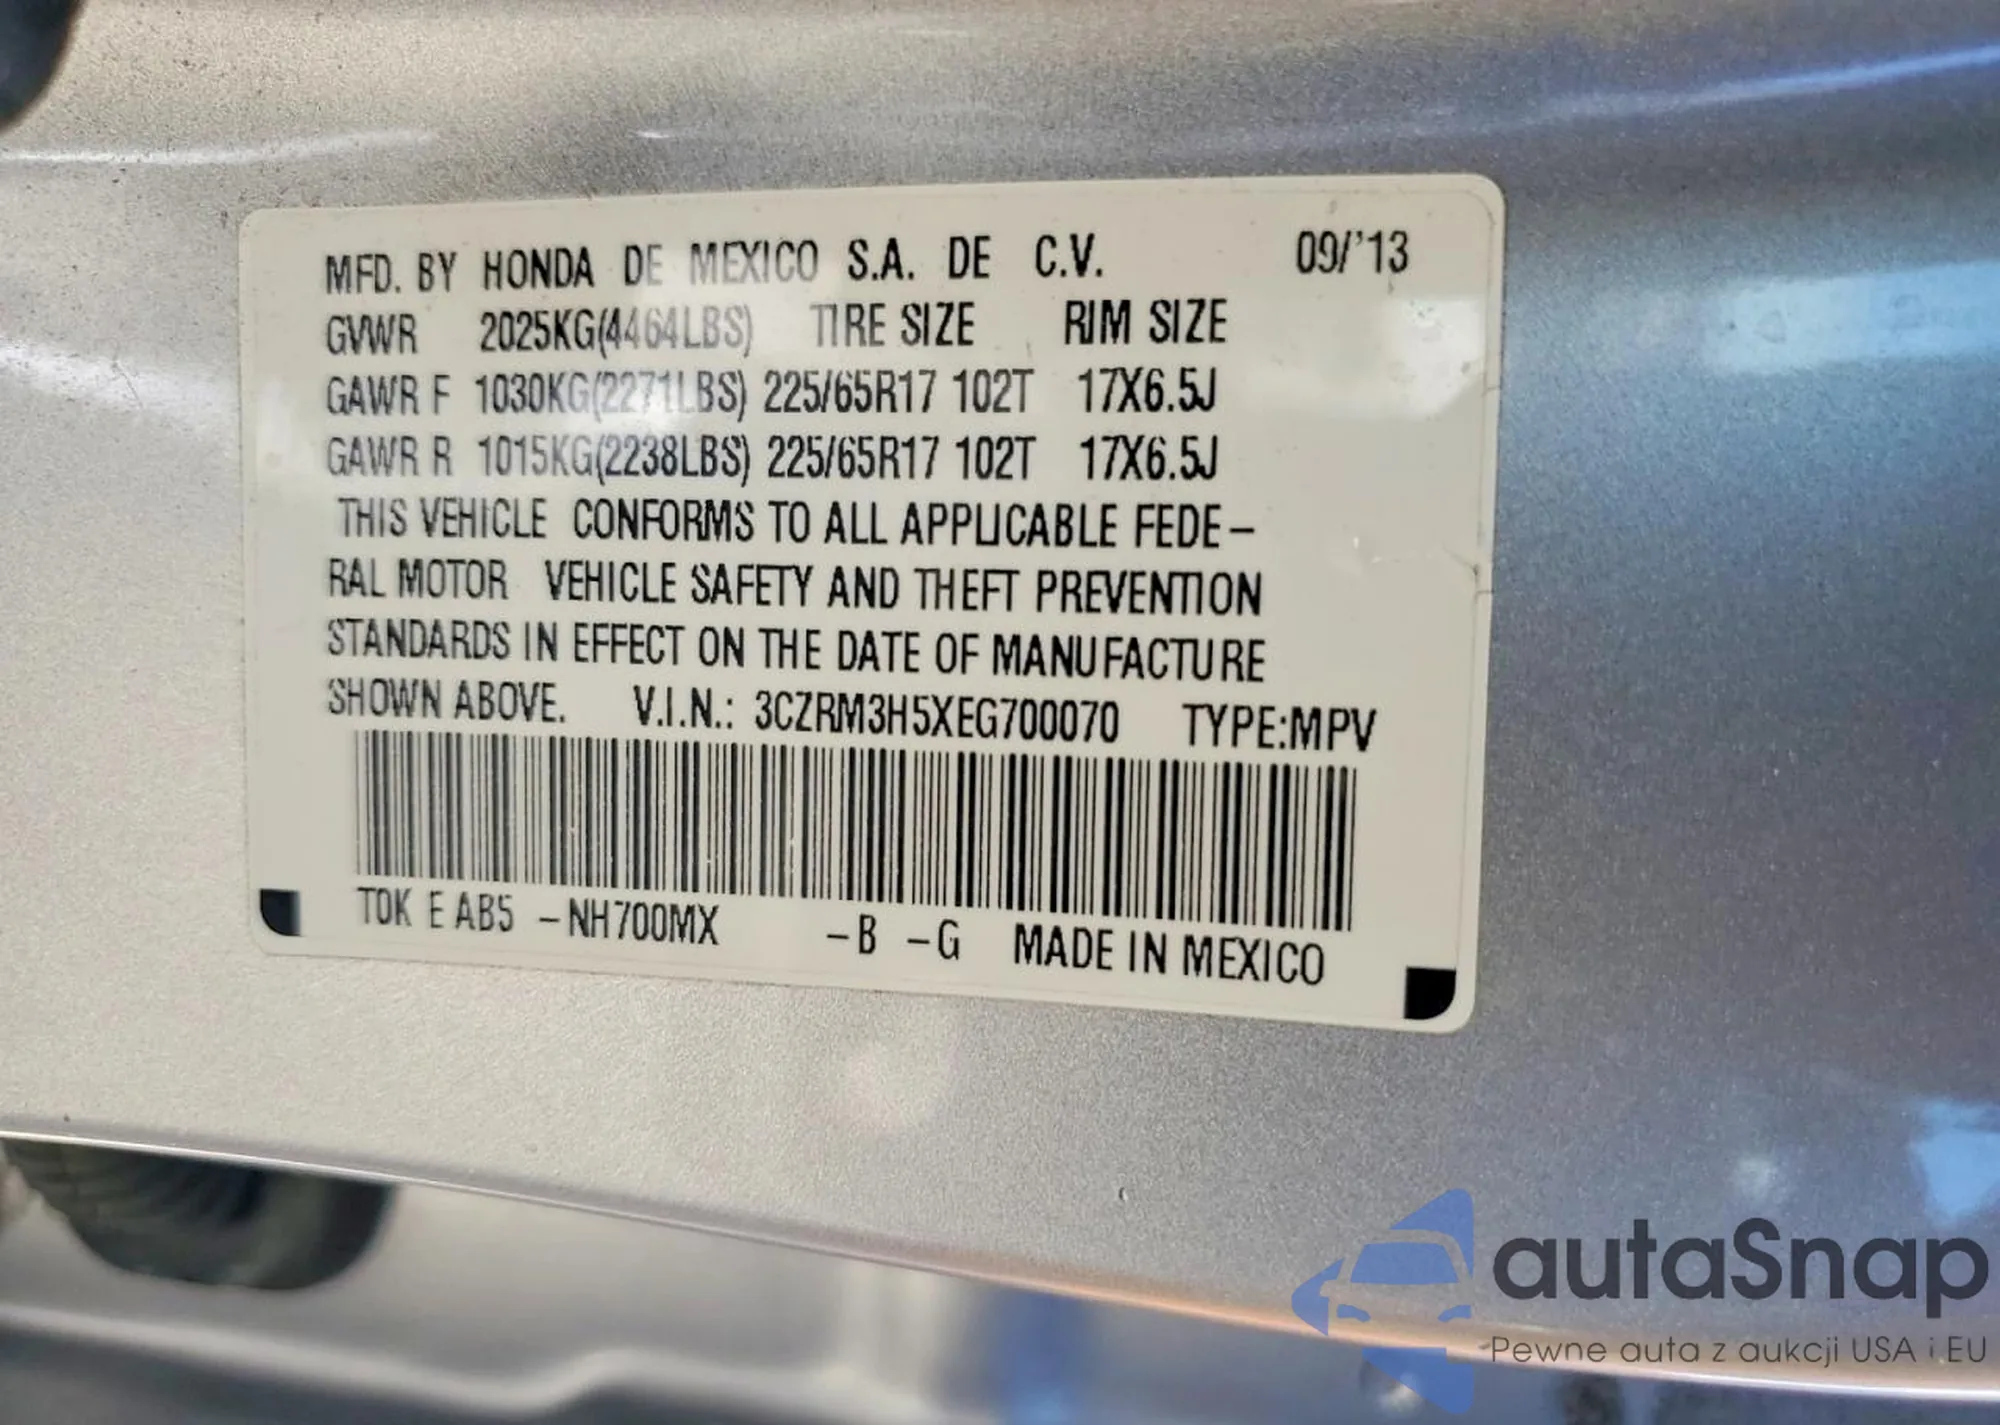 MFD. BY HONDA DE MEXICO S.A. DE C.V. 09/'13
GVWR 2025KG(4464LBS) TIRE SIZE RIM SIZE
GAWR F 1030KG(2271LBS) 225/65R17 102T 17X6.5J
GAWR R 1015KG(2238LBS) 225/65R17 102T 17X6.5J
THIS VEHICLE CONFORMS TO ALL APPLICABLE FEDE–
RAL MOTOR VEHICLE SAFETY AND THEFT PREVENTION
STANDARDS IN EFFECT ON THE DATE OF MANUFACTURE
SHOWN ABOVE. V.I.N.: 3CZRM3H5XEG700070 TYPE:MPV
T0K E AB5 –NH700MX –B –G MADE IN MEXICO
autaSnap
Pewne auta z aukcji USA i EU